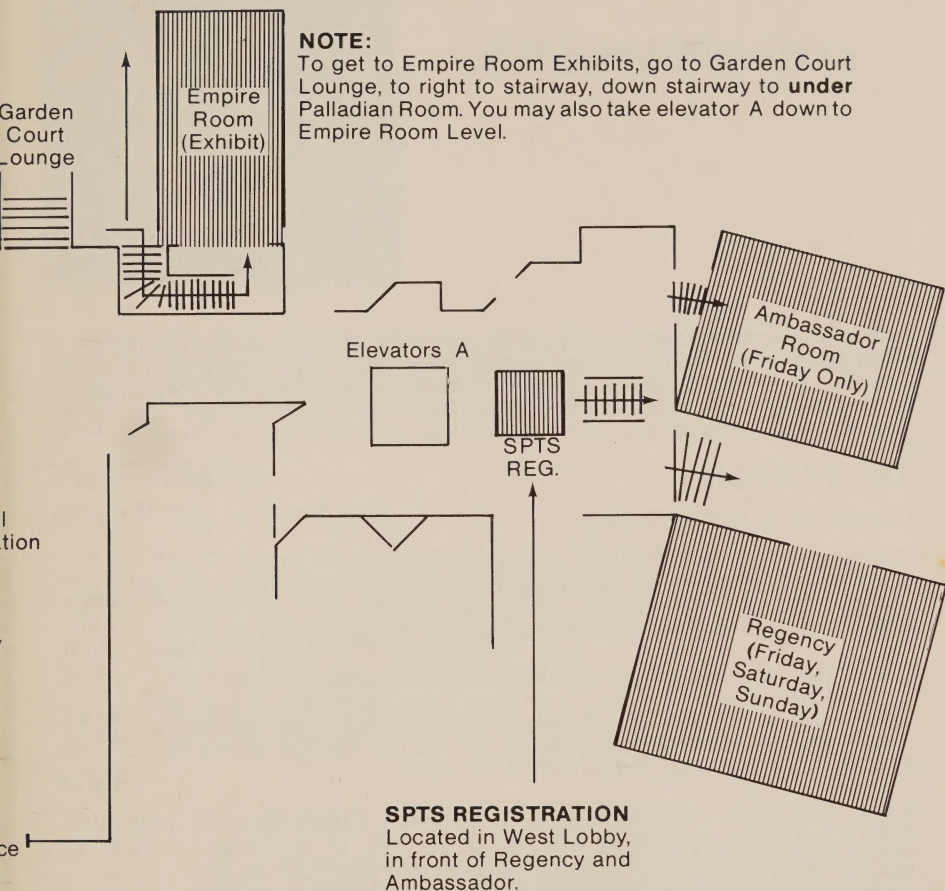 NOTE:
To get to Empire Room Exhibits, go to Garden Court
Lounge, to right to stairway, down stairway to under
Palladian Room. You may also take elevator A down to
Empire Room Level.
Garden
Court
Lounge
Empire
Room
(Exhibit)
Elevators A
SPTS
REG.
Ambassador
Room
(Friday Only)
Regency
(Friday,
Saturday,
Sunday)
SPTS REGISTRATION
Located in West Lobby,
in front of Regency and
Ambassador.